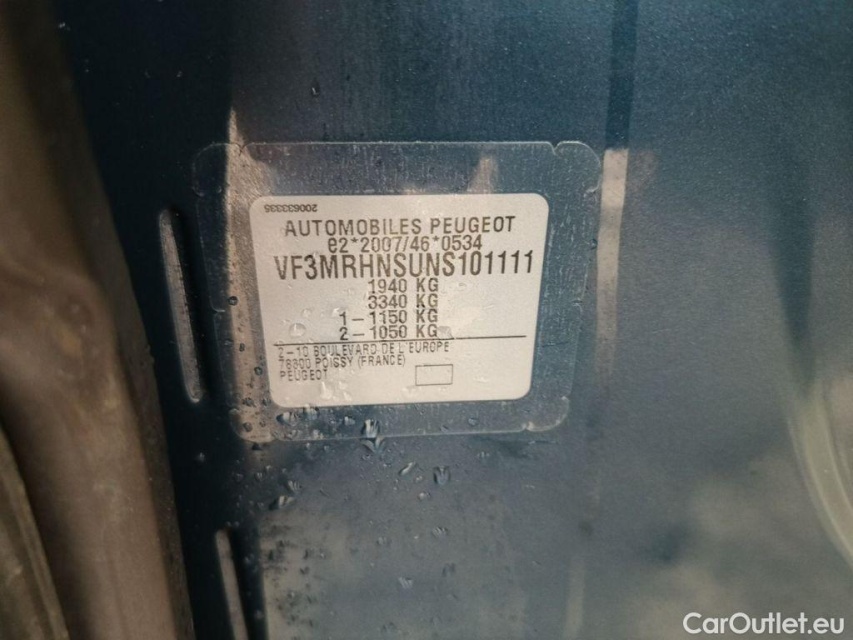 200633335
AUTOMOBILES PEUGEOT
e2*2007/46*0534
VF3MRHNSUNS101111
1940 KG
3340 KG
1-1150 KG
2-1050 KG
2-10 BOULEVARD DE L'EUROPE
78300 POISSY (FRANCE)
PEUGEOT
CarOutlet.eu